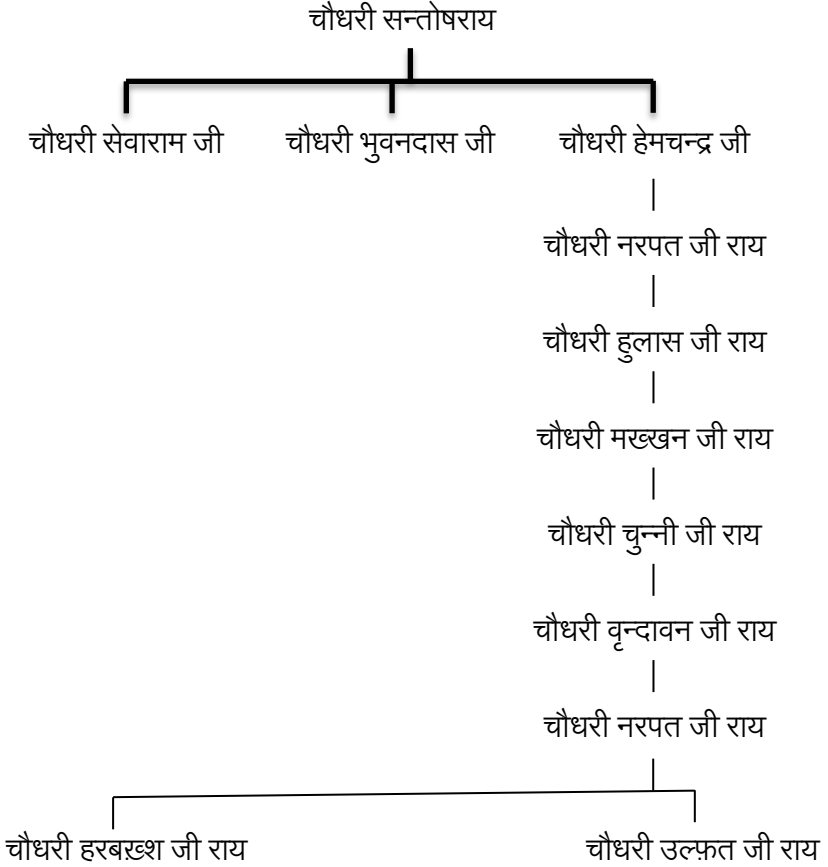 चौधरी सन्तोषराय
चौधरी सेवाराम जी चौधरी भुवनदास जी चौधरी हेमचन्द्र जी
चौधरी नरपत जी राय
चौधरी हुलास जी राय
चौधरी मख्खन जी राय
चौधरी चुन्नी जी राय
चौधरी वृन्दावन जी राय
चौधरी नरपत जी राय
चौधरी हरबख़्श जी राय चौधरी उल्फ़त जी राय